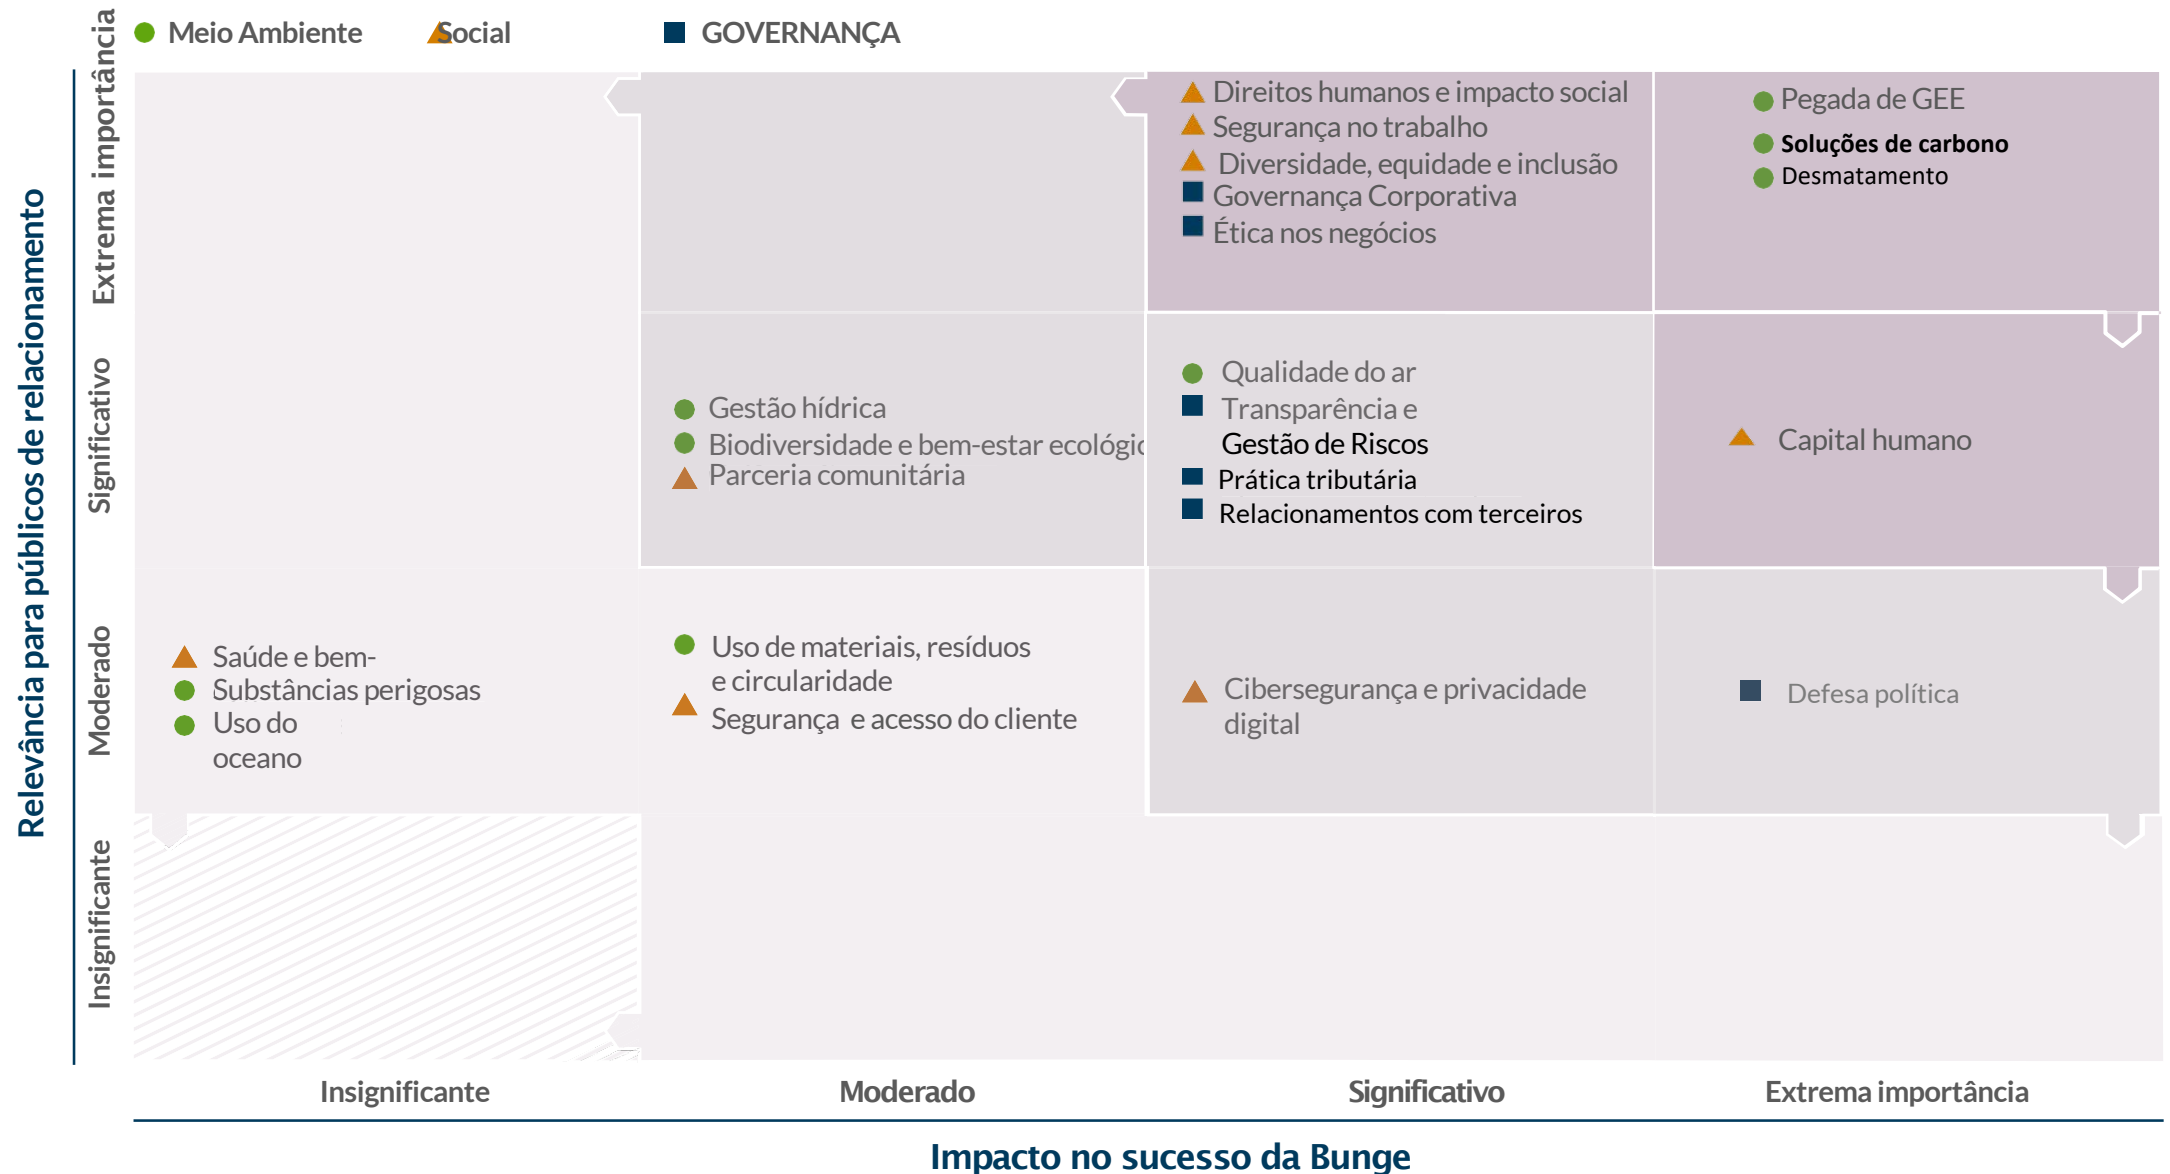 Meio Ambiente
Social
GOVERNANÇA
Relevância para públicos de relacionamento
Extrema importância
Significativo
Moderado
Insignificante
Direitos humanos e impacto social
Segurança no trabalho
Diversidade, equidade e inclusão
Governança Corporativa
Ética nos negócios
Pegada de GEE
Soluções de carbono
Desmatamento
Gestão hídrica
Biodiversidade e bem-estar ecológic
Parceria comunitária
Qualidade do ar
Transparência e
Gestão de Riscos
Prática tributária
Relacionamentos com terceiros
Capital humano
Saúde e bem-
Substâncias perigosas
Uso do
oceano
Uso de materiais, resíduos
e circularidade
Segurança e acesso do cliente
Cibersegurança e privacidade
digital
Defesa política
Insignificante
Moderado
Significativo
Extrema importância
Impacto no sucesso da Bunge